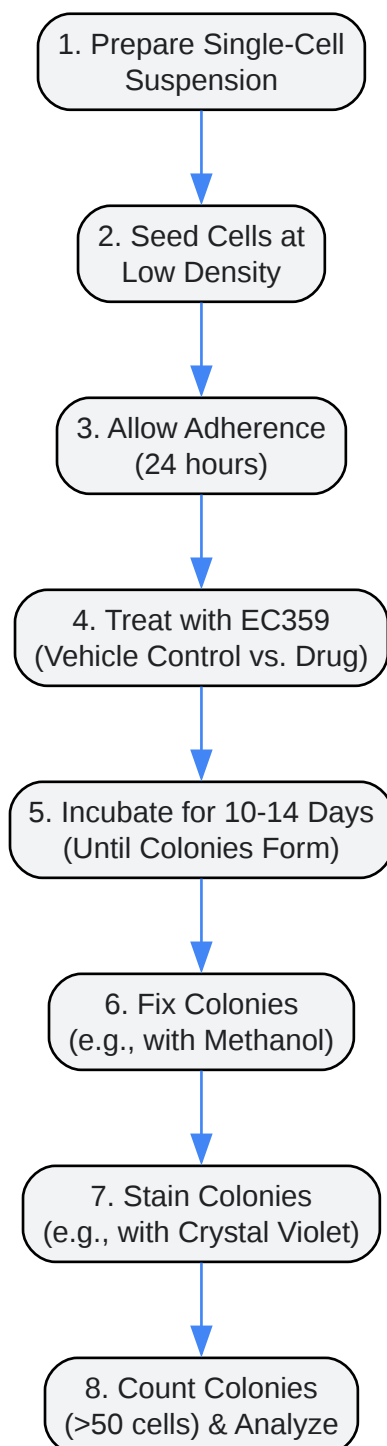 1. Prepare Single-Cell
Suspension
2. Seed Cells at
Low Density
3. Allow Adherence
(24 hours)
4. Treat with EC359
(Vehicle Control vs. Drug)
5. Incubate for 10-14 Days
(Until Colonies Form)
6. Fix Colonies
(e.g., with Methanol)
7. Stain Colonies
(e.g., with Crystal Violet)
8. Count Colonies
(>50 cells) & Analyze